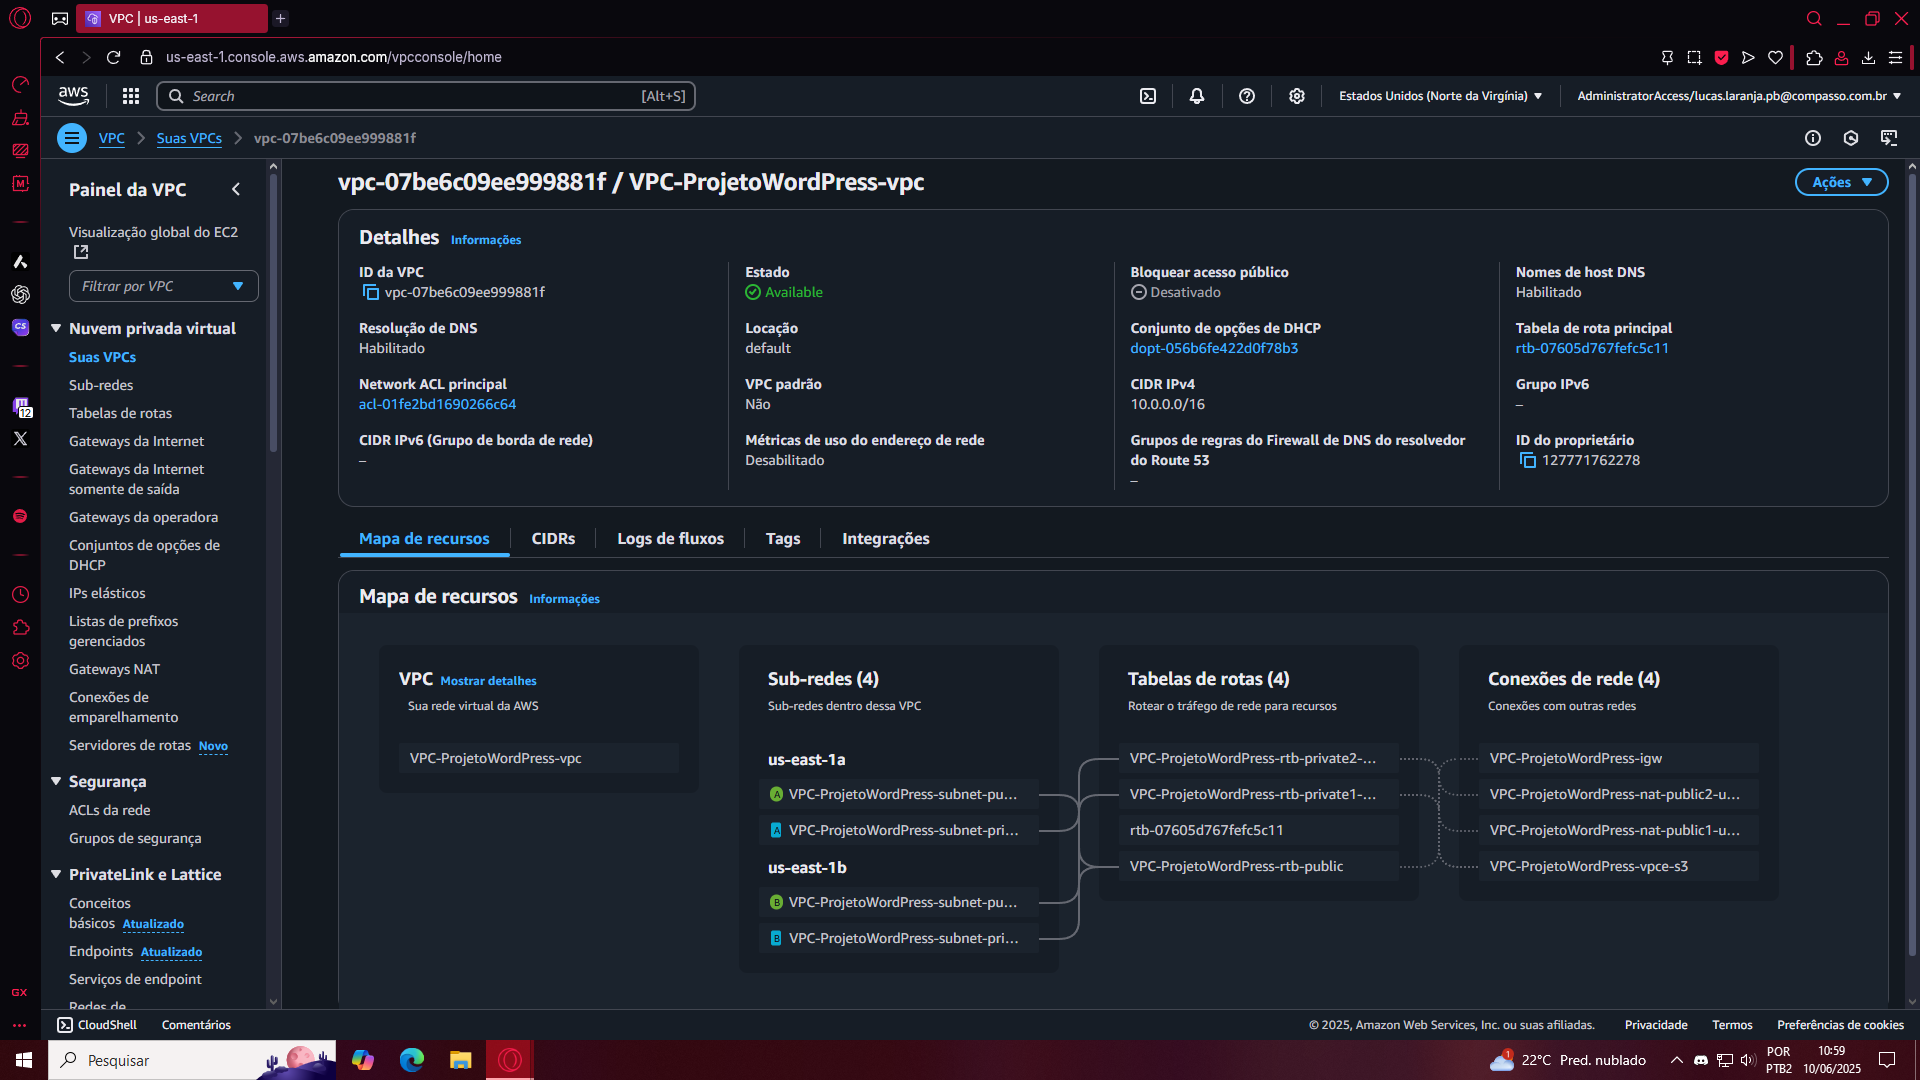 VPC | us-east-1
us-east-1.console.aws.amazon.com/vpcconsole/home
aws
Search
[Alt+S]
Estados Unidos (Norte da Virgínia)
AdministratorAccess/lucas.laranja.pb@compasso.com.br
VPC
Suas VPCs
vpc-07be6c09ee999881f
Painel da VPC
Visualização global do EC2
Filtrar por VPC
Nuvem privada virtual
Suas VPCs
Sub-redes
Tabelas de rotas
Gateways da Internet
Gateways da Internet
somente de saída
Gateways da operadora
Conjuntos de opções de
DHCP
IPs elásticos
Listas de prefixos
gerenciados
Gateways NAT
Conexões de
emparelhamento
Servidores de rotas Novo
Segurança
ACLs da rede
Grupos de segurança
PrivateLink e Lattice
Conceitos
básicos Atualizado
Endpoints Atualizado
Serviços de endpoint
Redes de
vpc-07be6c09ee999881f / VPC-ProjetoWordPress-vpc
Ações
Detalhes Informações
ID da VPC
vpc-07be6c09ee999881f
Estado
Available
Bloquear acesso público
Desativado
Nomes de host DNS
Habilitado
Resolução de DNS
Habilitado
Locação
default
Conjunto de opções de DHCP
dopt-056b6fe422d0f78b3
Tabela de rota principal
rtb-07605d767fefc5c11
Network ACL principal
acl-01fe2bd1690266c64
VPC padrão
Não
CIDR IPv4
10.0.0.0/16
Grupo IPv6
–
CIDR IPv6 (Grupo de borda de rede)
–
Métricas de uso do endereço de rede
Desabilitado
Grupos de regras do Firewall de DNS do resolvedor
do Route 53
–
ID do proprietário
127771762278
Mapa de recursos
CIDRs
Logs de fluxos
Tags
Integrações
Mapa de recursos Informações
VPC Mostrar detalhes
Sua rede virtual da AWS
VPC-ProjetoWordPress-vpc
Sub-redes (4)
Sub-redes dentro dessa VPC
us-east-1a
A VPC-ProjetoWordPress-subnet-pu...
A VPC-ProjetoWordPress-subnet-pri...
us-east-1b
B VPC-ProjetoWordPress-subnet-pu...
B VPC-ProjetoWordPress-subnet-pri...
Tabelas de rotas (4)
Rotear o tráfego de rede para recursos
VPC-ProjetoWordPress-rtb-private2-...
VPC-ProjetoWordPress-rtb-private1-...
rtb-07605d767fefc5c11
VPC-ProjetoWordPress-rtb-public
Conexões de rede (4)
Conexões com outras redes
VPC-ProjetoWordPress-igw
VPC-ProjetoWordPress-nat-public2-u...
VPC-ProjetoWordPress-nat-public1-u...
VPC-ProjetoWordPress-vpce-s3
M
CS
12
GX
CloudShell
Comentários
© 2025, Amazon Web Services, Inc. ou suas afiliadas.
Privacidade
Termos
Preferências de cookies
Pesquisar
1
22°C Pred. nublado
POR
PTB2
10:59
10/06/2025